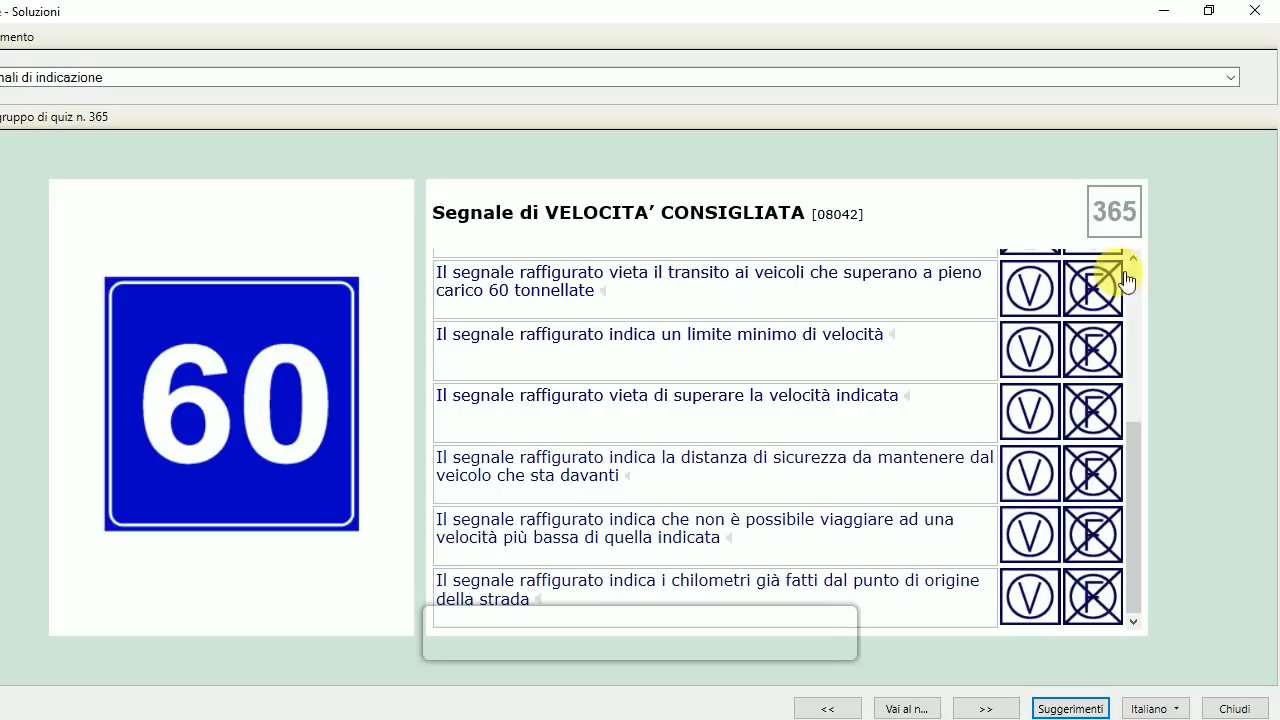 - Soluzioni
mento
nali di indicazione
gruppo di quiz n. 365
Segnale di VELOCITA’ CONSIGLIATA [08042]
365
60
Il segnale raffigurato vieta il transito ai veicoli che superano a pieno
carico 60 tonnellate
V F
Il segnale raffigurato indica un limite minimo di velocità
V F
Il segnale raffigurato vieta di superare la velocità indicata
V F
Il segnale raffigurato indica la distanza di sicurezza da mantenere dal
veicolo che sta davanti
V F
Il segnale raffigurato indica che non è possibile viaggiare ad una
velocità più bassa di quella indicata
V F
Il segnale raffigurato indica i chilometri già fatti dal punto di origine
della strada
V F
<< Vai al n... >> Suggerimenti Italiano Chiudi